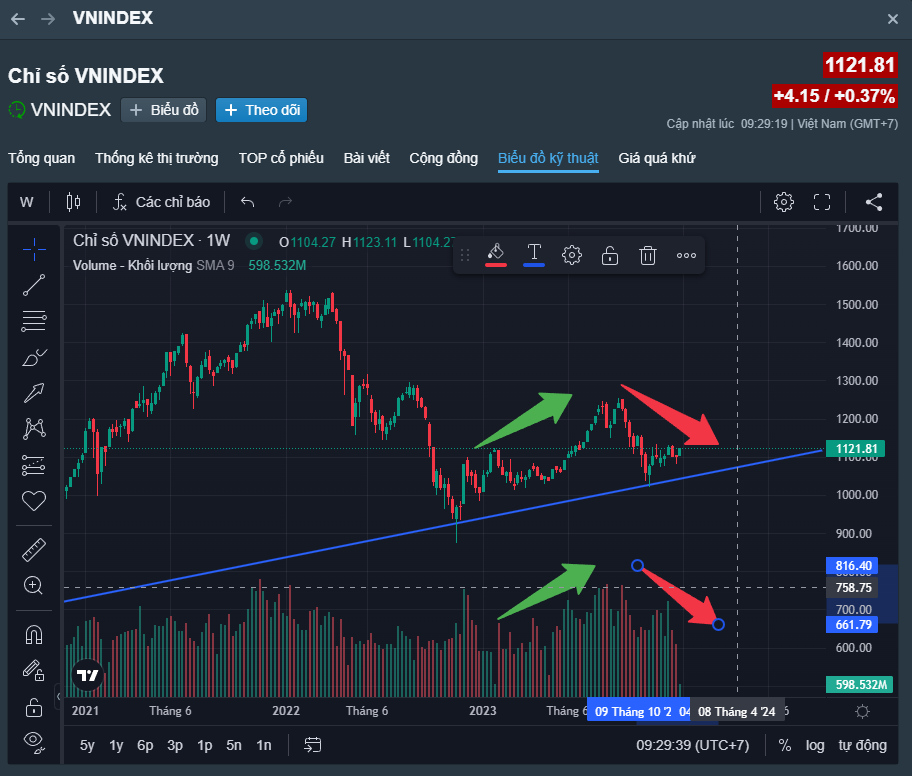 VNINDEX
1121.81
Chỉ số VNINDEX
+4.15 / +0.37%
VNINDEX + Biểu đồ + Theo dõi
Cập nhật lúc 09:29:19 | Việt Nam (GMT+7)
Tổng quan Thống kê thị trường TOP cổ phiếu Bài viết Cộng đồng Biểu đồ kỹ thuật Giá quá khứ
W Các chỉ báo
Chỉ số VNINDEX · 1W O1104.27 H1123.11 L1104.27
Volume - Khối lượng SMA 9 598.532M
T
1700.00
1600.00
1500.00
1400.00
1300.00
1200.00
1121.81
1100.00
1000.00
900.00
816.40
758.75
700.00
661.79
600.00
598.532M
2021 Tháng 6 2022 Tháng 6 2023 Tháng 6 09 Tháng 10 '2 04 08 Tháng 4 '24 6
5y 1y 6p 3p 1p 5n 1n 09:29:39 (UTC+7) % log tự động